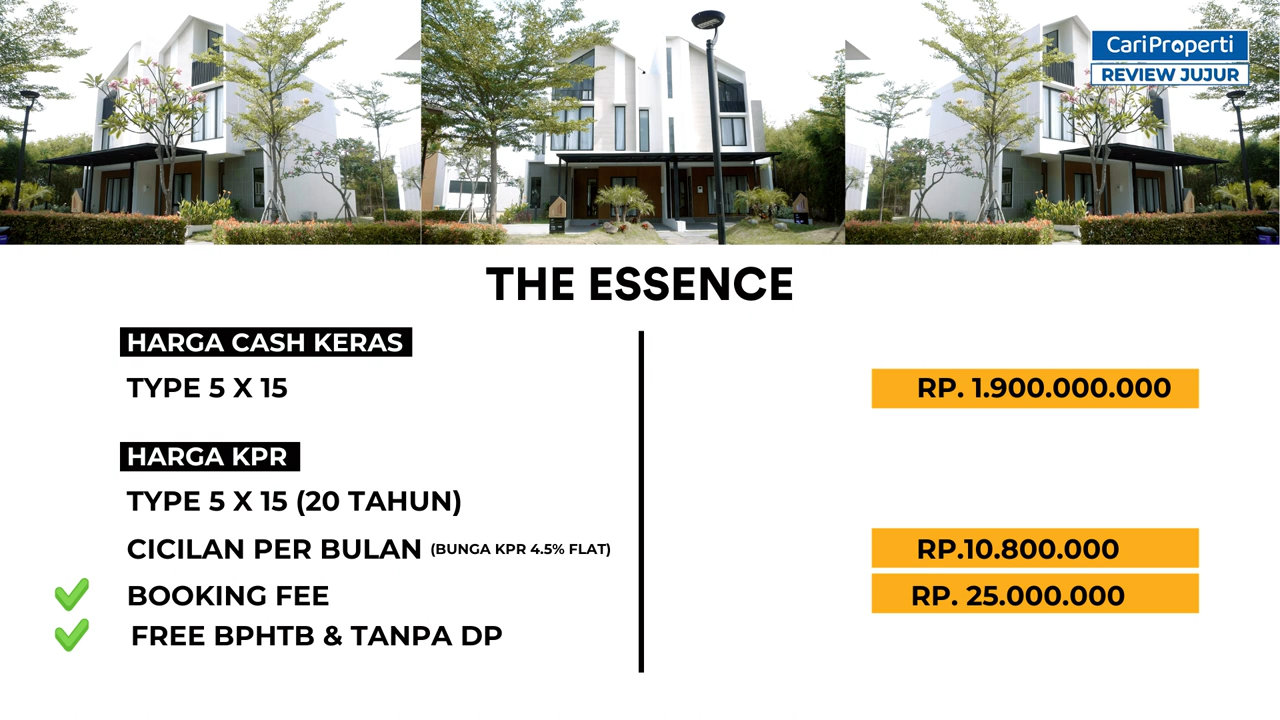 CariProperti
REVIEW JUJUR
THE ESSENCE
HARGA CASH KERAS
TYPE 5 X 15
RP. 1.900.000.000
HARGA KPR
TYPE 5 X 15 (20 TAHUN)
CICILAN PER BULAN (BUNGA KPR 4.5% FLAT)
RP.10.800.000
BOOKING FEE
RP. 25.000.000
FREE BPHTB & TANPA DP